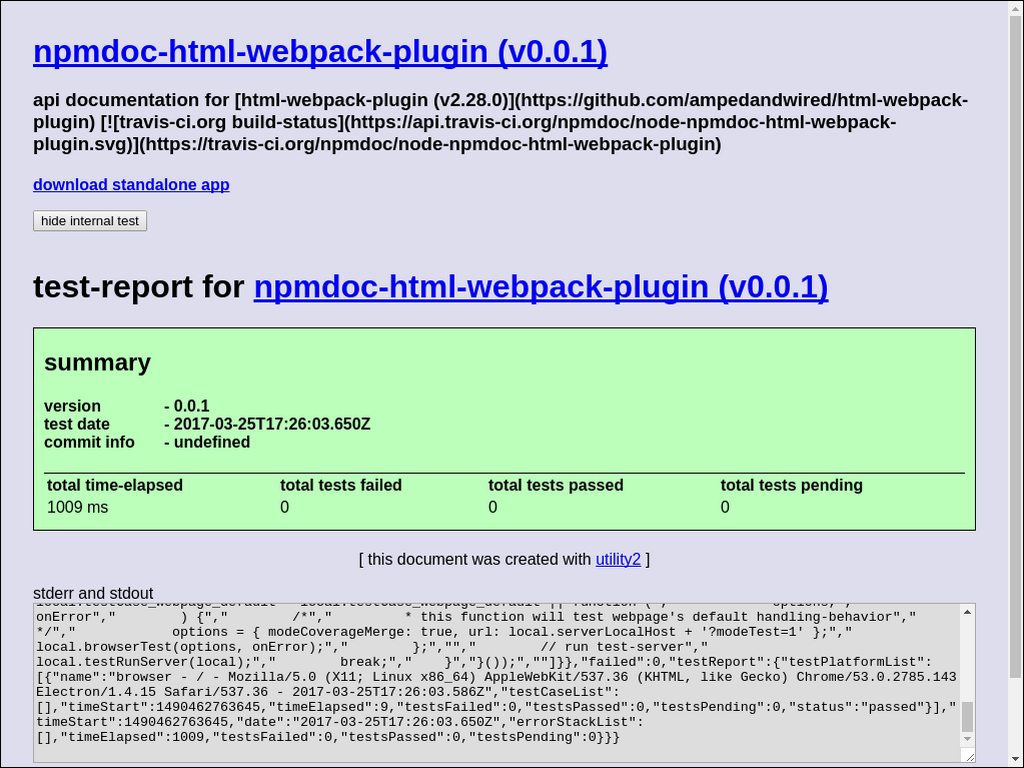 npmdoc-html-webpack-plugin (v0.0.1)
api documentation for [html-webpack-plugin (v2.28.0)](https://github.com/ampedandwired/html-webpack-
plugin) [![travis-ci.org build-status](https://api.travis-ci.org/npmdoc/node-npmdoc-html-webpack-
plugin.svg)](https://travis-ci.org/npmdoc/node-npmdoc-html-webpack-plugin)
download standalone app
hide internal test
test-report for npmdoc-html-webpack-plugin (v0.0.1)
summary
version - 0.0.1
test date - 2017-03-25T17:26:03.650Z
commit info - undefined
total time-elapsed total tests failed total tests passed total tests pending
1009 ms 0 0 0
[ this document was created with utility2 ]
stderr and stdout
local.testCase_webpage_default = local.testCase_webpage_default || function (","            options,","
onError","        ) {","        /*","         * this function will test webpage's default handling-behavior","
*/","            options = { modeCoverageMerge: true, url: local.serverLocalHost + '?modeTest=1' };","
local.browserTest(options, onError);","        };","","        // run test-server","
local.testRunServer(local);","        break;","    }","}());",""]}},"failed":0,"testReport":{"testPlatformList":
[{"name":"browser - / - Mozilla/5.0 (X11; Linux x86_64) AppleWebKit/537.36 (KHTML, like Gecko) Chrome/53.0.2785.143
Electron/1.4.15 Safari/537.36 - 2017-03-25T17:26:03.586Z","testCaseList":
[],"timeStart":1490462763645,"timeElapsed":9,"testsFailed":0,"testsPassed":0,"testsPending":0,"status":"passed"}],"
timeStart":1490462763645,"date":"2017-03-25T17:26:03.650Z","errorStackList":
[],"timeElapsed":1009,"testsFailed":0,"testsPassed":0,"testsPending":0}}}